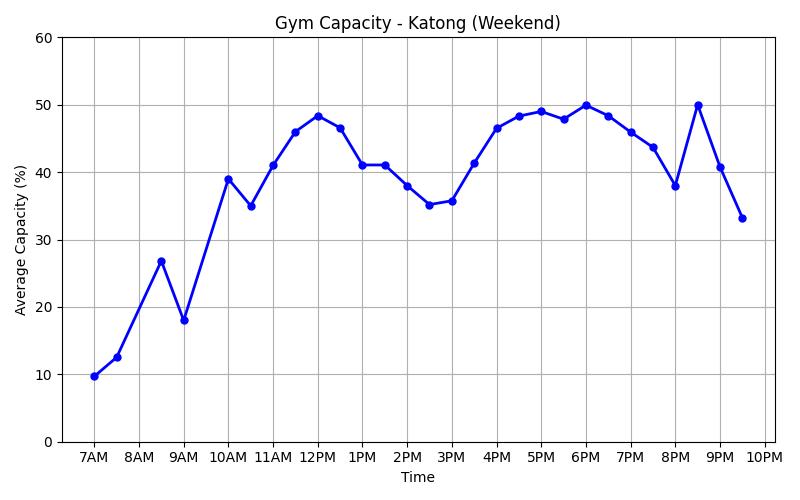 Gym Capacity - Katong (Weekend)
Average Capacity (%)
60
50
40
30
20
10
0
7AM 8AM 9AM 10AM 11AM 12PM 1PM 2PM 3PM 4PM 5PM 6PM 7PM 8PM 9PM 10PM
Time